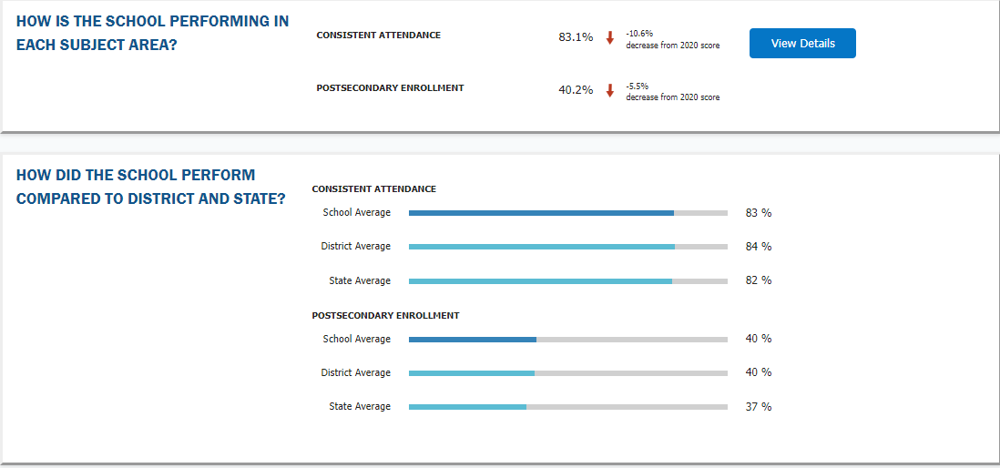 HOW IS THE SCHOOL PERFORMING IN
EACH SUBJECT AREA?
CONSISTENT ATTENDANCE
83.1%
-10.6%
decrease from 2020 score
View Details
POSTSECONDARY ENROLLMENT
40.2%
-5.5%
decrease from 2020 score
HOW DID THE SCHOOL PERFORM
COMPARED TO DISTRICT AND STATE?
CONSISTENT ATTENDANCE
School Average 83 %
District Average 84 %
State Average 82 %
POSTSECONDARY ENROLLMENT
School Average 40 %
District Average 40 %
State Average 37 %